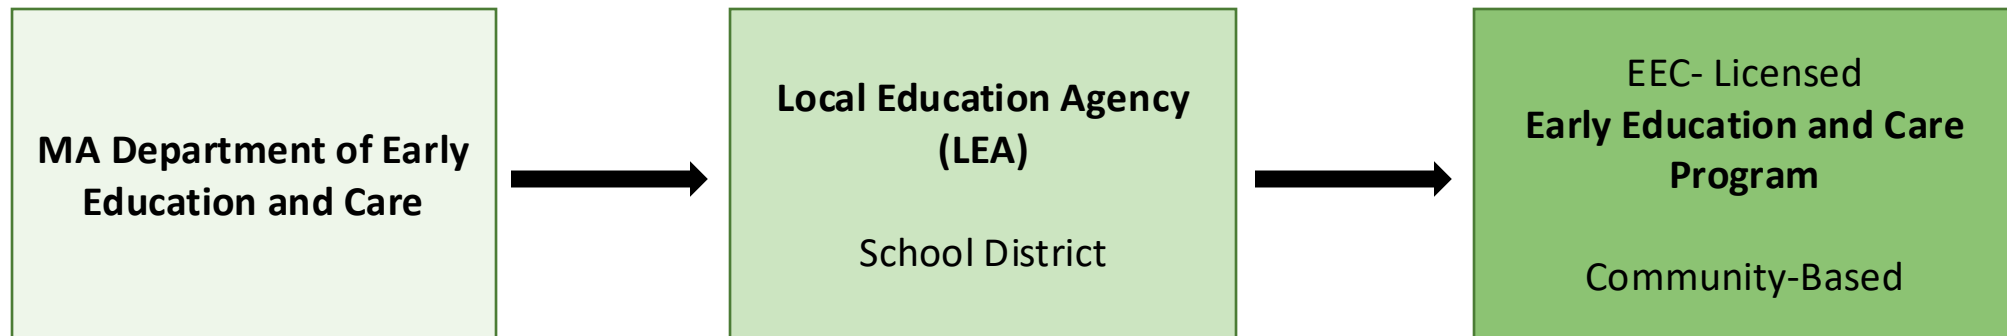 MA Department of Early
Education and Care
Local Education Agency
(LEA)
School District
EEC- Licensed
Early Education and Care
Program
Community-Based